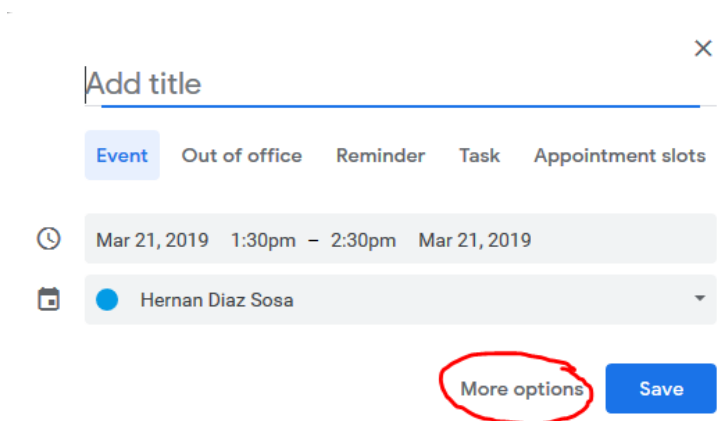 Add title
Event Out of office Reminder Task Appointment slots
Mar 21, 2019 1:30pm – 2:30pm Mar 21, 2019
Hernan Diaz Sosa
More options Save